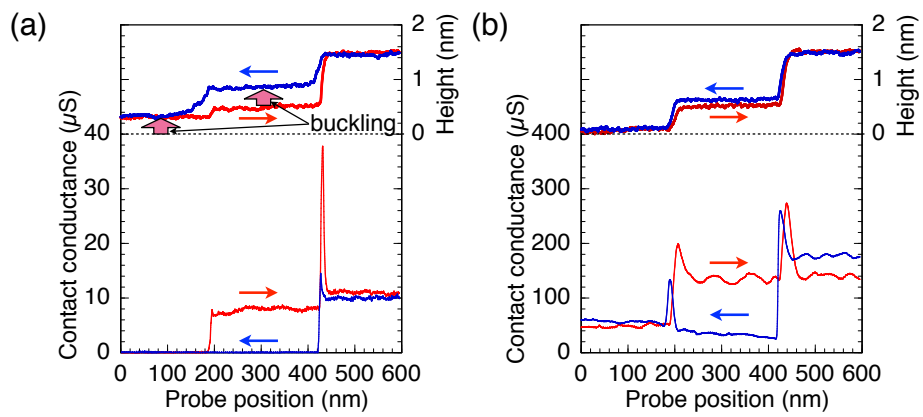 (a)
(b)
2
1
0
Height (nm)
buckling
40
30
20
10
0
Contact conductance (µS)
0 100 200 300 400 500 600
Probe position (nm)
2
1
0
Height (nm)
400
300
200
100
0
Contact conductance (µS)
0 100 200 300 400 500 600
Probe position (nm)